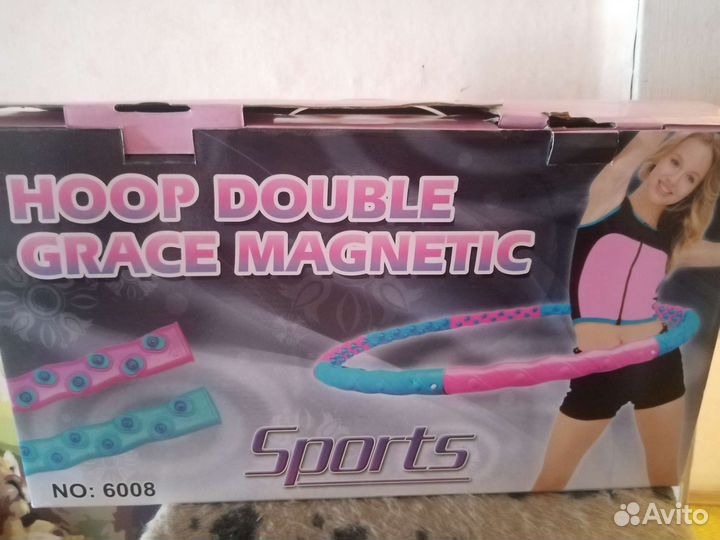 HOOP DOUBLE
GRACE MAGNETIC
Sports
NO: 6008
Avito